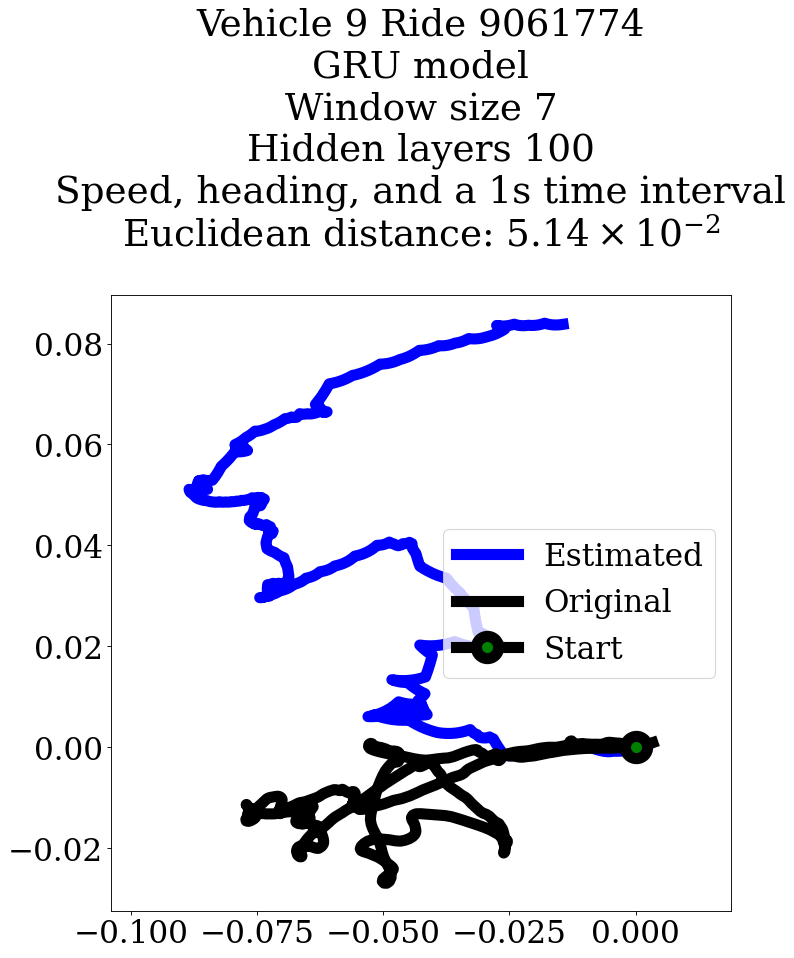 Vehicle 9 Ride 9061774
GRU model
Window size 7
Hidden layers 100
Speed, heading, and a 1s time interval
Euclidean distance: 5.14 × 10⁻²
0.08
0.06
0.04
0.02
0.00
−0.02
Estimated
Original
Start
−0.100 −0.075 −0.050 −0.025 0.000